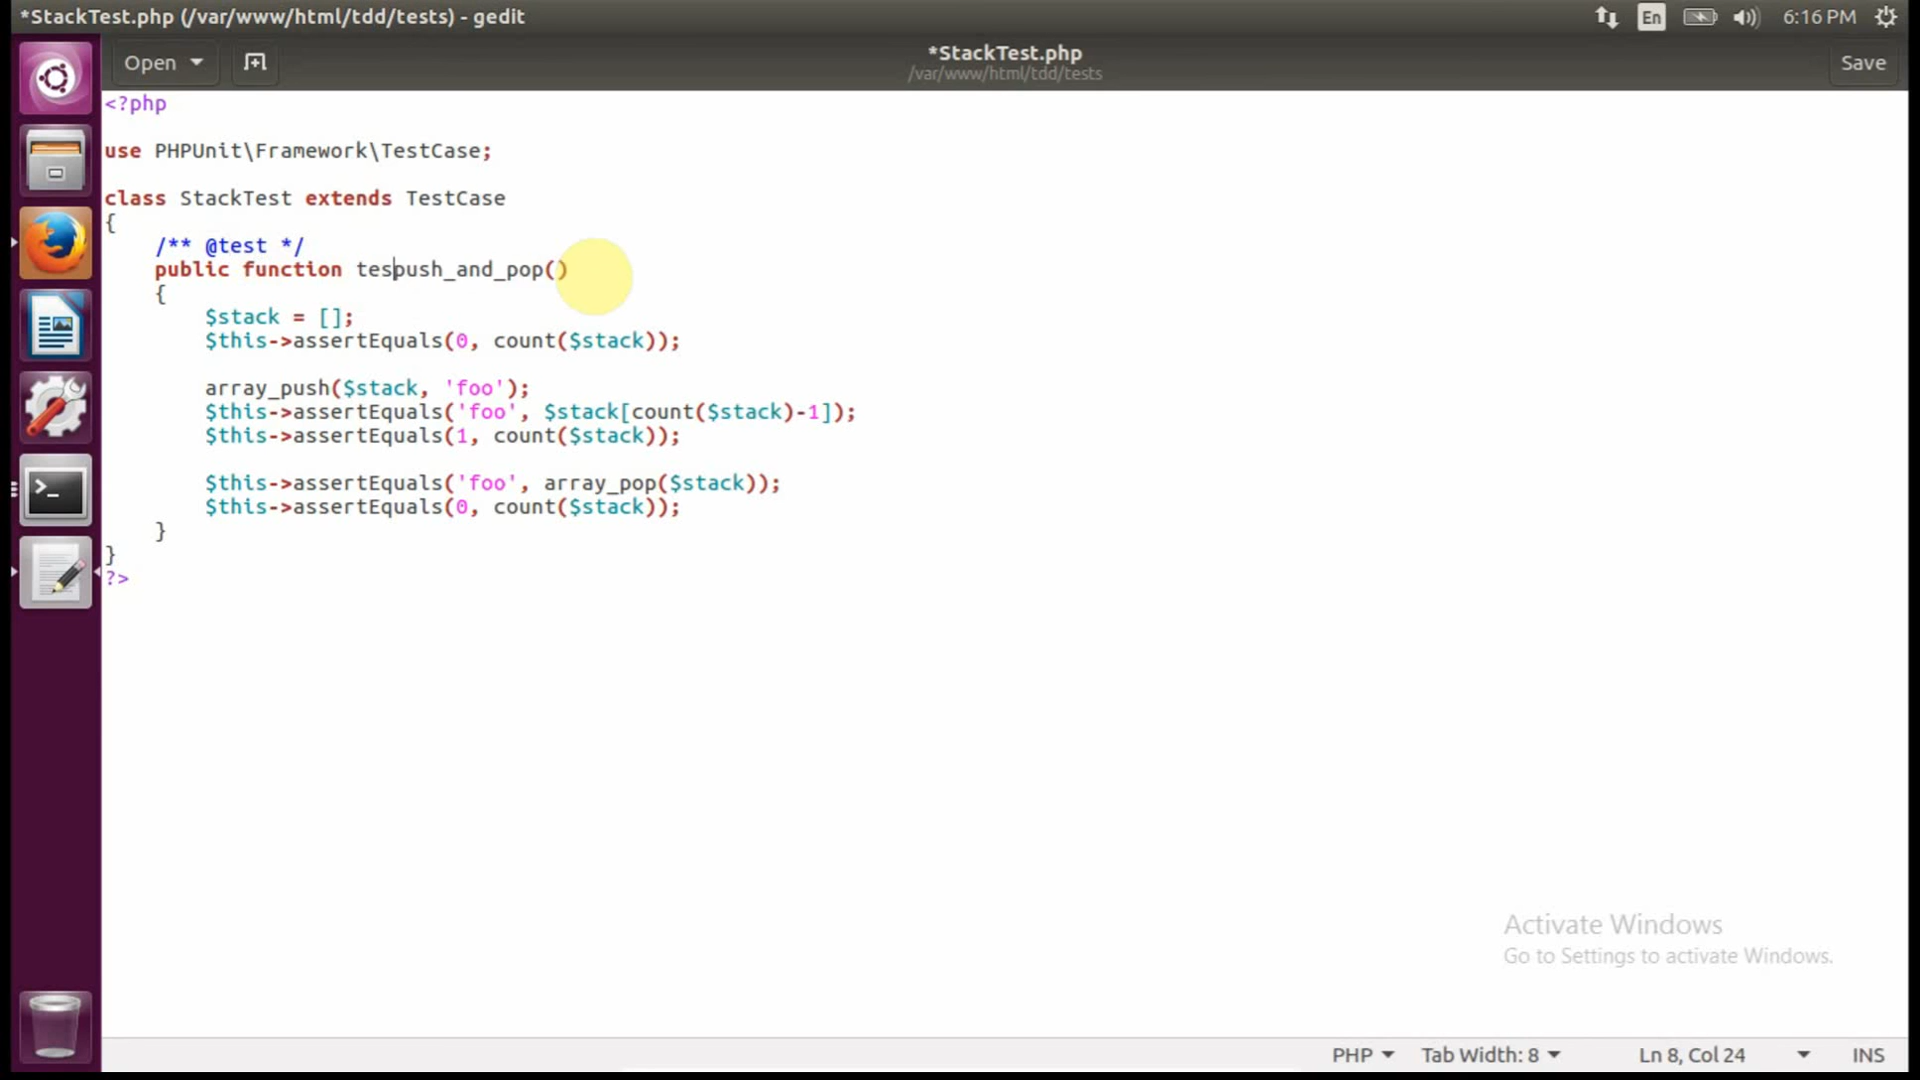 *StackTest.php (/var/www/html/tdd/tests) - gedit
En
6:16 PM
Open
*StackTest.php
/var/www/html/tdd/tests
Save
<?php
use PHPUnit\Framework\TestCase;
class StackTest extends TestCase
{
/** @test */
public function tespush_and_pop()
{
$stack = [];
$this->assertEquals(0, count($stack));
array_push($stack, 'foo');
$this->assertEquals('foo', $stack[count($stack)-1]);
$this->assertEquals(1, count($stack));
$this->assertEquals('foo', array_pop($stack));
$this->assertEquals(0, count($stack));
}
}
?>
Activate Windows
Go to Settings to activate Windows.
PHP
Tab Width: 8
Ln 8, Col 24
INS